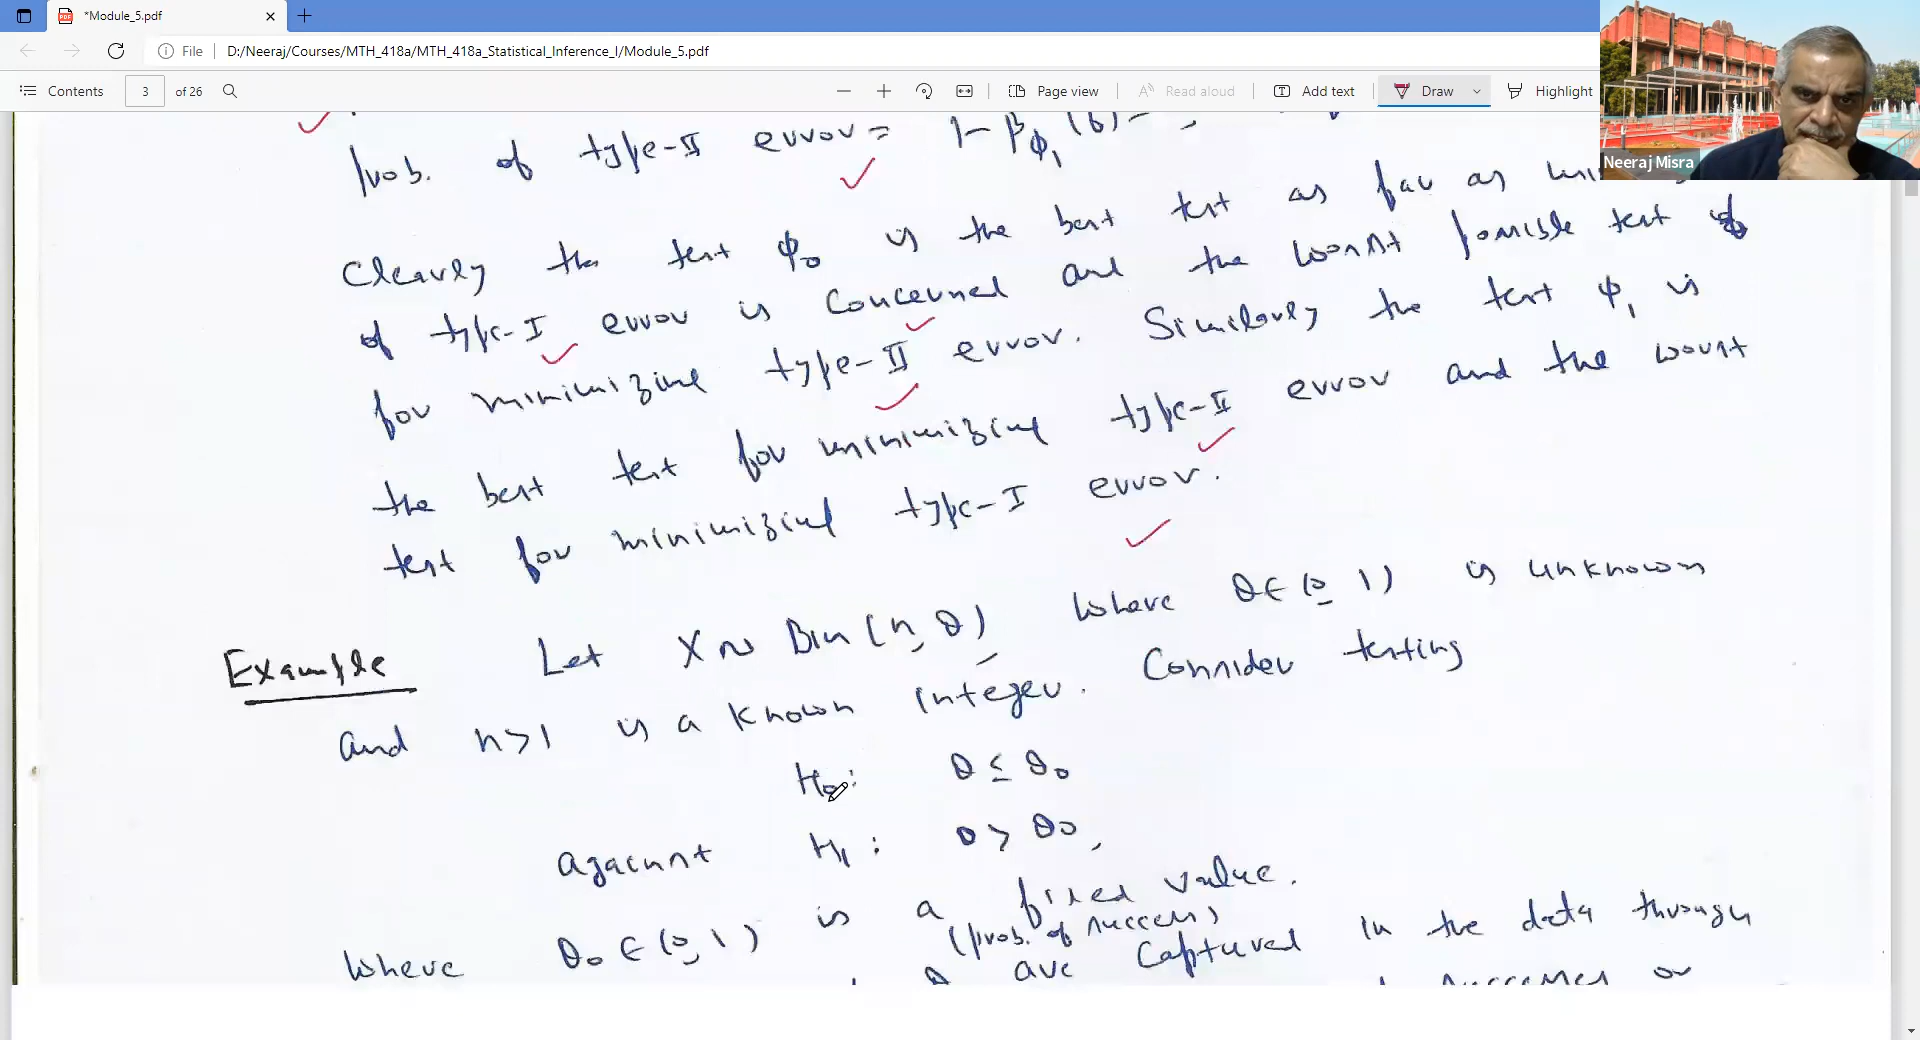 *Module_5.pdf
File D:/Neeraj/Courses/MTH_418a/MTH_418a_Statistical_Inference_I/Module_5.pdf
Contents 3 of 26 Page view Read aloud Add text Draw Highlight
Neeraj Misra
Prob. of type-II error = 1- β_ϕ₁(θ) =
Clearly the test ϕ₀ is the best test as far as
of type-I error is concerned and the worst possible test
for minimizing type-II error. Similarly the test ϕ₁ is
the best test for minimizing type-II error and the worst
test for minimizing type-I error.
Example Let X ~ Bin(n, θ), where θ ∈ (0, 1) is unknown
and n>1 is a known integer. Consider testing
H₀: θ ≤ θ₀
against H₁: θ > θ₀,
where θ₀ ∈ (0, 1) is a fixed value.
(prob. of success)
θ are captured in the data through
successes or